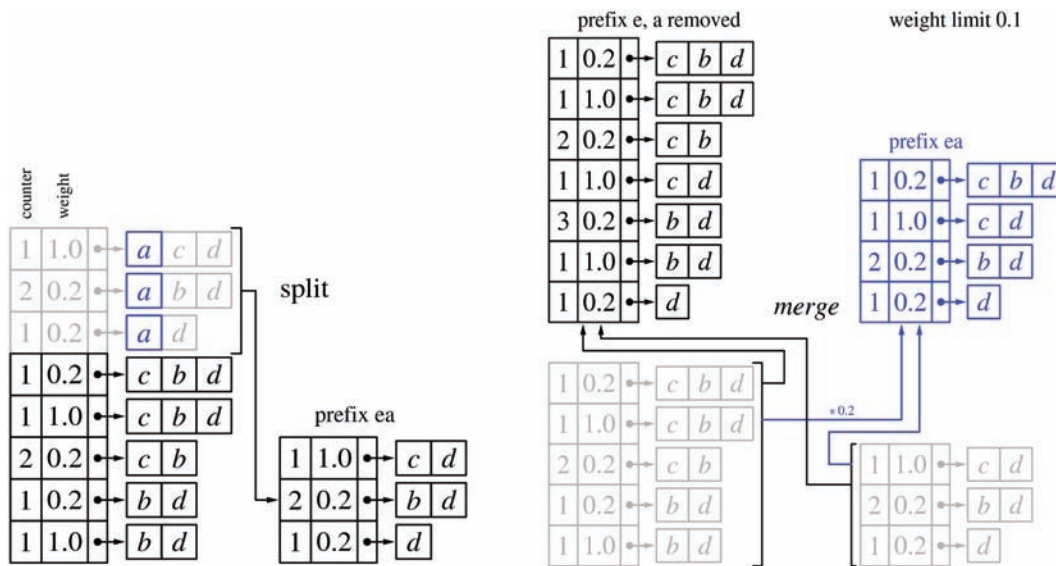 prefix e, a removed
weight limit 0.1
1 0.2 c b d
1 1.0 c b d
2 0.2 c b
1 1.0 c d
3 0.2 b d
1 1.0 b d
1 0.2 d
prefix ea
1 0.2 c b d
1 1.0 c d
2 0.2 b d
1 0.2 d
merge
counter
weight
1 1.0 a c d
2 0.2 a b d
1 0.2 a d
split
1 0.2 c b d
1 1.0 c b d
2 0.2 c b
1 0.2 b d
1 1.0 b d
prefix ea
1 1.0 c d
2 0.2 b d
1 0.2 d
1 0.2 c b d
1 1.0 c b d
2 0.2 c b
1 0.2 b d
1 1.0 b d
* 0.2
1 1.0 c d
2 0.2 b d
1 0.2 d